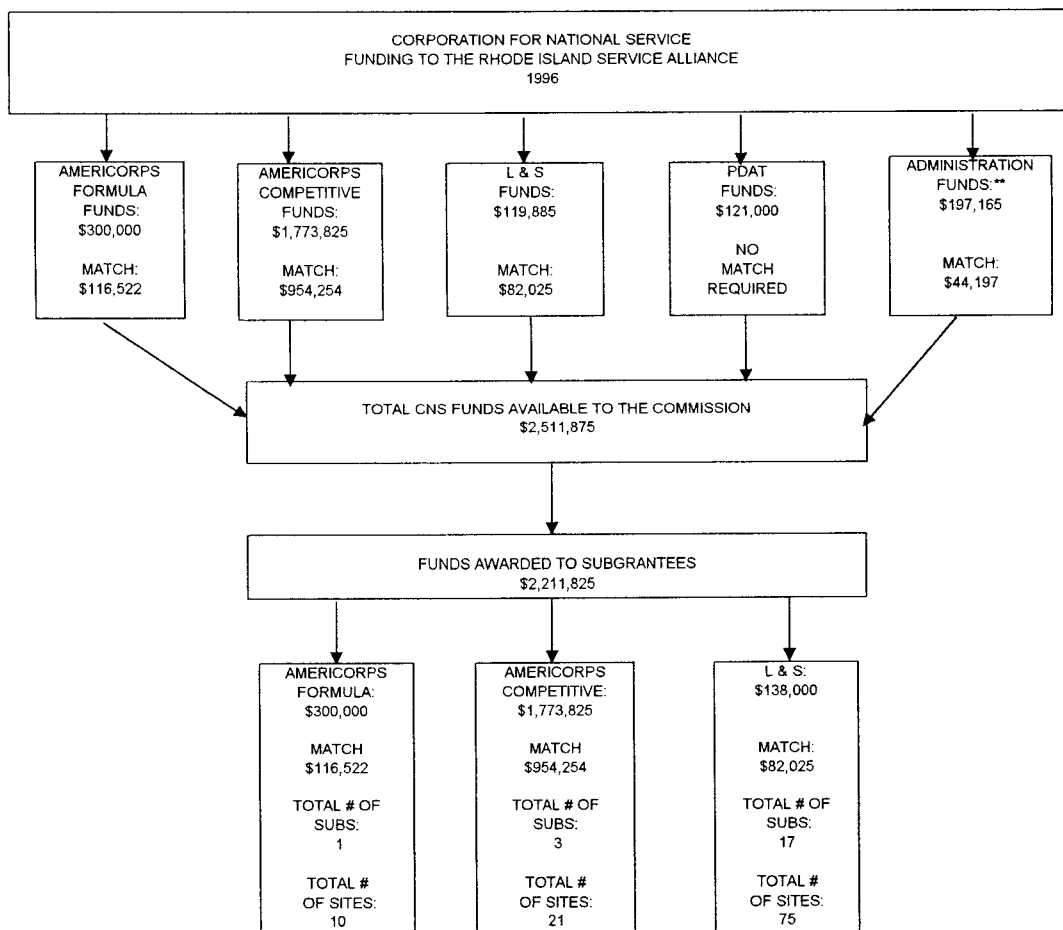 CORPORATION FOR NATIONAL SERVICE
FUNDING TO THE RHODE ISLAND SERVICE ALLIANCE
1996
AMERICORPS
FORMULA
FUNDS:
$300,000
MATCH:
$116,522
AMERICORPS
COMPETITIVE
FUNDS:
$1,773,825
MATCH:
$954,254
L & S
FUNDS:
$119,885
MATCH:
$82,025
PDAT
FUNDS:
$121,000
NO
MATCH
REQUIRED
ADMINISTRATION
FUNDS:**
$197,165
MATCH:
$44,197
TOTAL CNS FUNDS AVAILABLE TO THE COMMISSION
$2,511,875
FUNDS AWARDED TO SUBGRANTEES
$2,211,825
AMERICORPS
FORMULA:
$300,000
MATCH
$116,522
TOTAL # OF
SUBS:
1
TOTAL #
OF SITES:
10
AMERICORPS
COMPETITIVE:
$1,773,825
MATCH
$954,254
TOTAL # OF
SUBS:
3
TOTAL #
OF SITES:
21
L & S:
$138,000
MATCH:
$82,025
TOTAL # OF
SUBS:
17
TOTAL #
OF SITES:
75